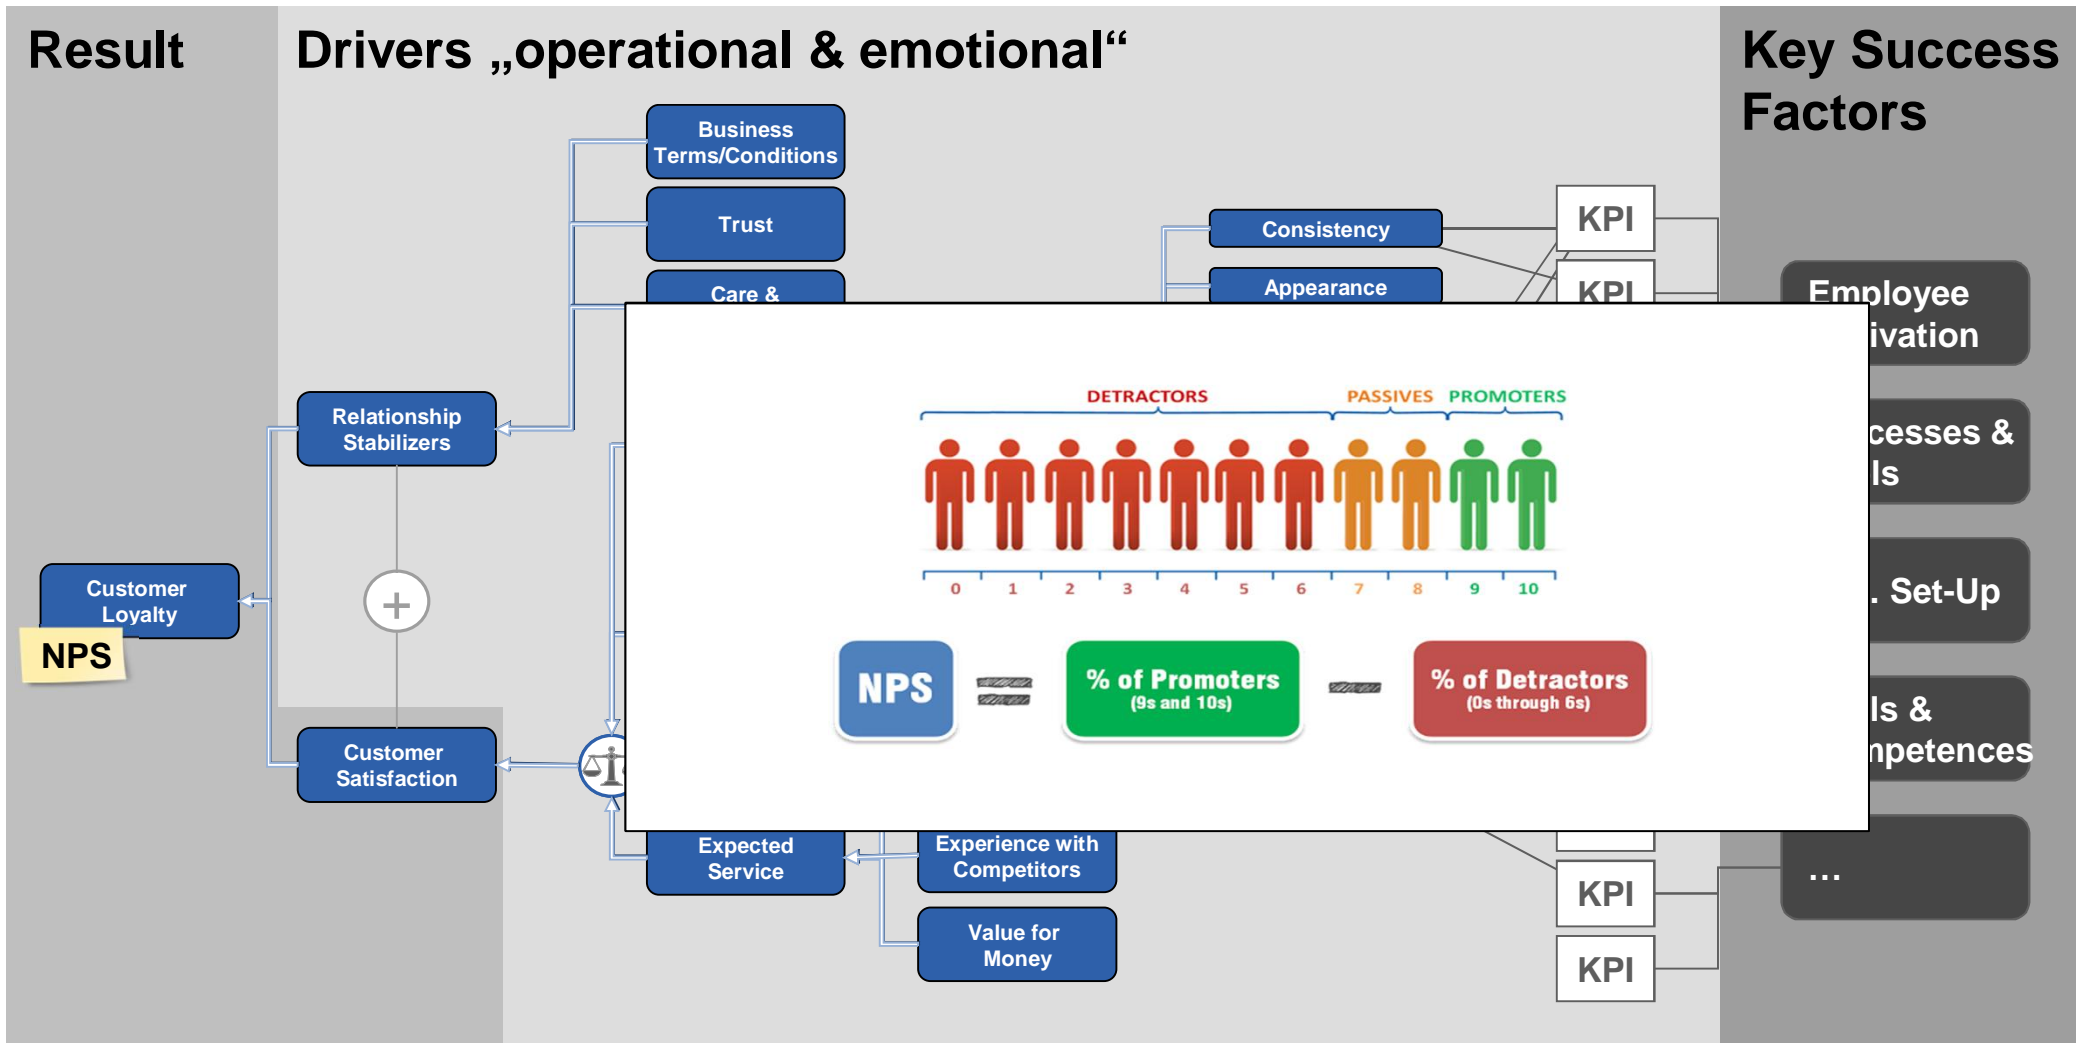 Result
Drivers „operational & emotional“
Key Success
Factors
Business
Terms/Conditions
Trust
Care &
Consistency
Appearance
KPI
KPI
Employee
ivation
Relationship
Stabilizers
cesses &
ls
Customer
Loyalty
NPS
. Set-Up
ls &
mpetences
Customer
Satisfaction
DETRACTORS
PASSIVES
PROMOTERS
0 1 2 3 4 5 6 7 8 9 10
NPS
% of Promoters
(9s and 10s)
% of Detractors
(0s through 6s)
Expected
Service
Experience with
Competitors
Value for
Money
KPI
KPI
...